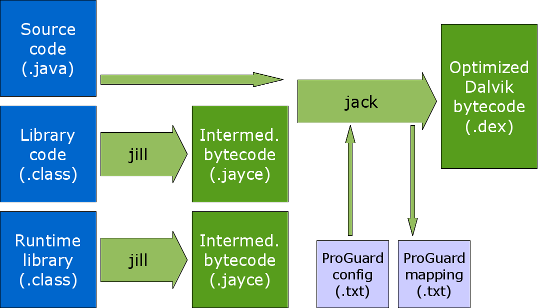 Source
code
(.java)
Optimized
Dalvik
bytecode
(.dex)
jack
Library
code
(.class)
jill
Intermed.
bytecode
(.jayce)
Runtime
library
(.class)
jill
Intermed.
bytecode
(.jayce)
ProGuard
config
(.txt)
ProGuard
mapping
(.txt)